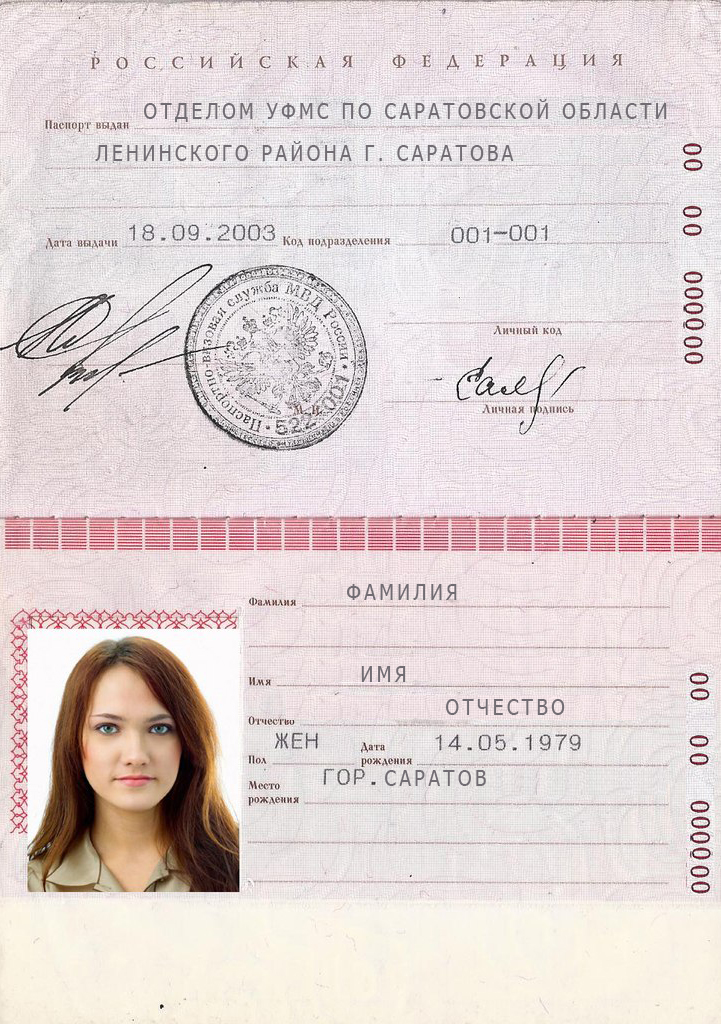 РОССИЙСКАЯ ФЕДЕРАЦИЯ
Паспорт выдан ОТДЕЛОМ УФМС ПО САРАТОВСКОЙ ОБЛАСТИ
ЛЕНИНСКОГО РАЙОНА Г. САРАТОВА
Дата выдачи 18.09.2003 Код подразделения 001-001
00 00 000000
Паспортно-визовая служба МВД России
522 001
М.П.
Личный код
Личная подпись
Фамилия ФАМИЛИЯ
Имя ИМЯ
Отчество ОТЧЕСТВО
Пол ЖЕН Дата рождения 14.05.1979
Место рождения ГОР.САРАТОВ
00 00 000000